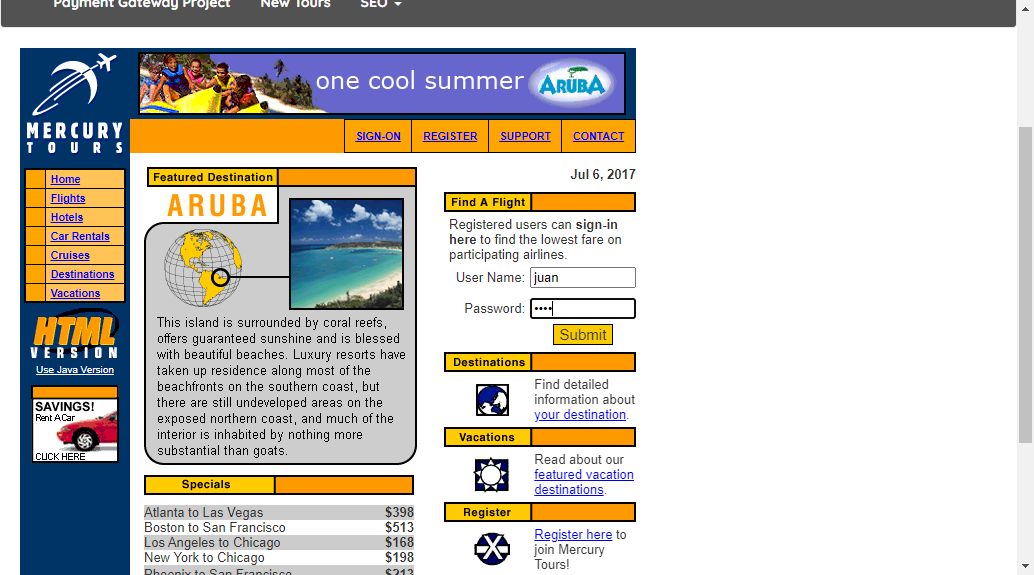 Payment Gateway Project New Tours SEO
one cool summer ARUBA
MERCURY
TOURS
SIGN-ON REGISTER SUPPORT CONTACT
Home
Flights
Hotels
Car Rentals
Cruises
Destinations
Vacations
HTML
VERSION
Use Java Version
SAVINGS!
Rent A Car
CLICK HERE
Featured Destination
ARUBA
This island is surrounded by coral reefs,
offers guaranteed sunshine and is blessed
with beautiful beaches. Luxury resorts have
taken up residence along most of the
beachfronts on the southern coast, but
there are still undeveloped areas on the
exposed northern coast, and much of the
interior is inhabited by nothing more
substantial than goats.
Specials
Atlanta to Las Vegas $398
Boston to San Francisco $513
Los Angeles to Chicago $168
New York to Chicago $198
Phoenix to San Francisco $213
Jul 6, 2017
Find A Flight
Registered users can sign-in
here to find the lowest fare on
participating airlines.
User Name: juan
Password: ••••
Submit
Destinations
Find detailed
information about
your destination.
Vacations
Read about our
featured vacation
destinations.
Register
Register here to
join Mercury
Tours!